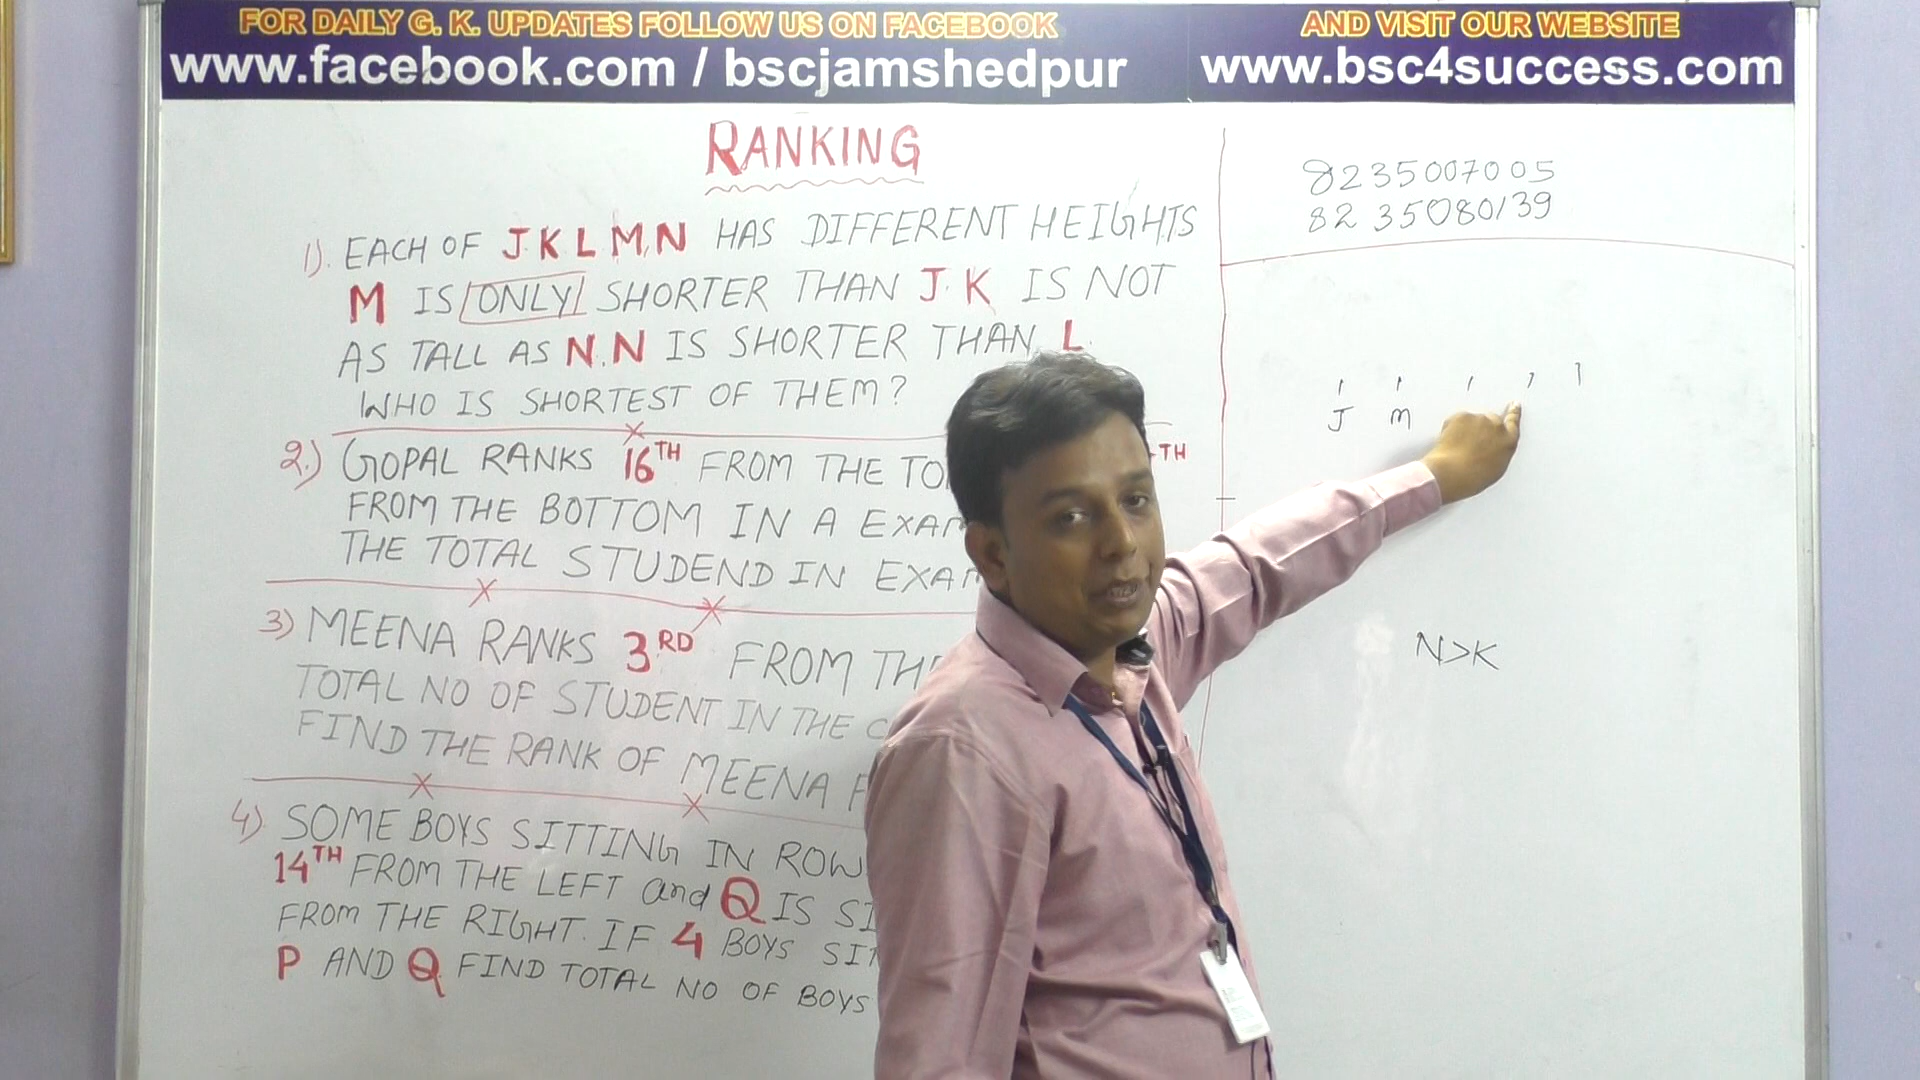 FOR DAILY G. K. UPDATES FOLLOW US ON FACEBOOK
www.facebook.com / bscjamshedpur
AND VISIT OUR WEBSITE
www.bsc4success.com
RANKING
1). EACH OF J K L M, N HAS DIFFERENT HEIGHTS
M IS ONLY SHORTER THAN J. K IS NOT
AS TALL AS N. N IS SHORTER THAN L.
WHO IS SHORTEST OF THEM?
2.) GOPAL RANKS 16TH FROM THE TO TH
FROM THE BOTTOM IN A EXAM
THE TOTAL STUDEND IN EXAM
3) MEENA RANKS 3RD FROM THE
TOTAL NO OF STUDENT IN THE C
FIND THE RANK OF MEENA F
4). SOME BOYS SITTING IN ROW
14TH FROM THE LEFT and Q IS SI
FROM THE RIGHT. IF 4 BOYS SIT
P AND Q FIND TOTAL NO OF BOYS
8235007005
8235080139
J M
N>K